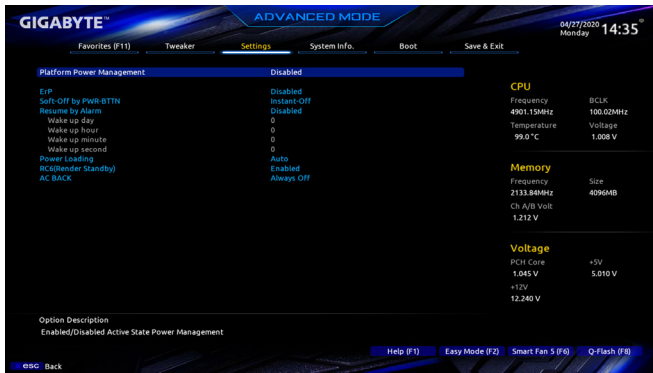 GIGABYTE™
ADVANCED MODE
04/27/2020
Monday
14:35
Favorites (F11) Tweaker Settings System Info. Boot Save & Exit
Platform Power Management Disabled
ErP Disabled
Soft-Off by PWR-BTTN Instant-Off
Resume by Alarm Disabled
Wake up day 0
Wake up hour 0
Wake up minute 0
Wake up second 0
Power Loading Auto
RC6(Render Standby) Enabled
AC BACK Always Off
CPU
Frequency BCLK
4901.15MHz 100.02MHz
Temperature Voltage
99.0 °C 1.008 V
Memory
Frequency Size
2133.84MHz 4096MB
Ch A/B Volt
1.212 V
Voltage
PCH Core +5V
1.045 V 5.010 V
+12V
12.240 V
Option Description
Enabled/Disabled Active State Power Management
Help (F1) Easy Mode (F2) Smart Fan 5 (F6) Q-Flash (F8)
esc Back